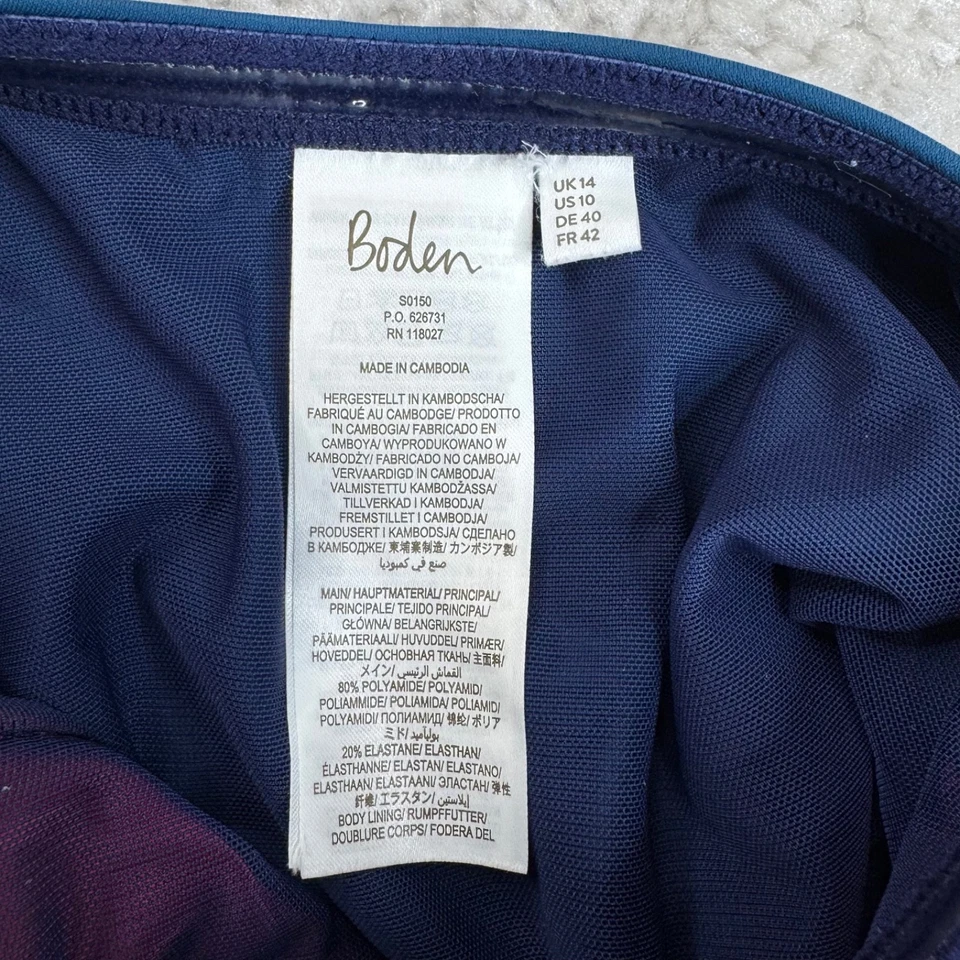 Boden
S0150
P.O. 626731
RN 118027
MADE IN CAMBODIA
HERGESTELLT IN KAMBODSCHA/
FABRIQUÉ AU CAMBODGE/ PRODOTTO
IN CAMBOGIA/ FABRICADO EN
CAMBOYA/ WYPRODUKOWANO W
KAMBODŻY/ FABRICADO NO CAMBOJA/
VERVAARDIGD IN CAMBODJA/
VALMISTETTU KAMBODŽASSA/
TILLVERKAD I KAMBODJA/
FREMSTILLET I CAMBODJA/
PRODUSERT I KAMBODSJA/ СДЕЛАНО
В КАМБОДЖЕ/ 柬埔寨制造/ カンボジア製/
صنع في كمبوديا
MAIN/ HAUPTMATERIAL/ PRINCIPAL/
PRINCIPALE/ TEJIDO PRINCIPAL/
GŁÓWNA/ BELANGRIJKSTE/
PÄÄMATERIAALI/ HUVUDDEL/ PRIMÆR/
HOVEDDEL/ ОСНОВНАЯ ТКАНЬ/ 主面料/
メイン/ القماش الرئيسي/
80% POLYAMIDE/ POLYAMID/
POLIAMMIDE/ POLIAMIDA/ POLIAMID/
POLYAMIDI/ ПОЛИАМИД/ 锦纶/ ポリア
ミド/ بولیآمید/
20% ELASTANE/ ELASTHAN/
ÉLASTHANNE/ ELASTAN/ ELASTANO/
ELASTHAAN/ ELASTAANI/ ЭЛАСТАН/ 弹性
纤维/ エラスタン/ إيلاستين/
BODY LINING/ RUMPFFUTTER/
DOUBLURE CORPS/ FODERA DEL
UK 14
US 10
DE 40
FR 42